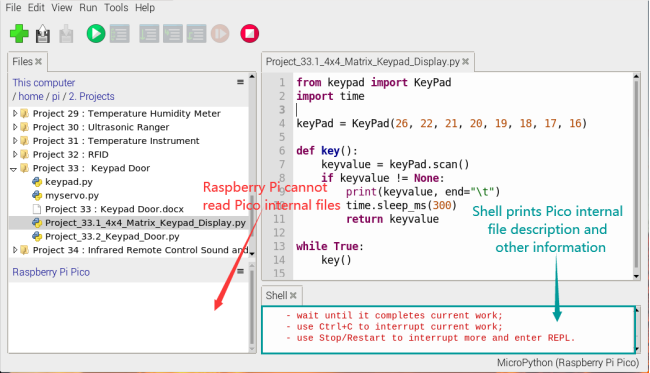 File Edit View Run Tools Help
Files
This computer
/ home / pi / 2. Projects
Project 29 : Temperature Humidity Meter
Project 30 : Ultrasonic Ranger
Project 31 : Temperature Instrument
Project 32 : RFID
Project 33 : Keypad Door
keypad.py
myservo.py
Project 33 : Keypad Door.docx
Project_33.1_4x4_Matrix_Keypad_Display.py
Project_33.2_Keypad_Door.py
Project 34 : Infrared Remote Control Sound and
Raspberry Pi Pico
Raspberry Pi cannot
read Pico internal files
Project_33.1_4x4_Matrix_Keypad_Display.py
1 from keypad import KeyPad
2 import time
3
4 keyPad = KeyPad(26, 22, 21, 20, 19, 18, 17, 16)
5
6 def key():
7 keyvalue = keyPad.scan()
8 if keyvalue != None:
9 print(keyvalue, end="\t")
10 time.sleep_ms(300)
11 return keyvalue
12
13 while True:
14 key()
15
Shell prints Pico internal
file description and
other information
Shell
- wait until it completes current work;
- use Ctrl+C to interrupt current work;
- use Stop/Restart to interrupt more and enter REPL.
MicroPython (Raspberry Pi Pico)